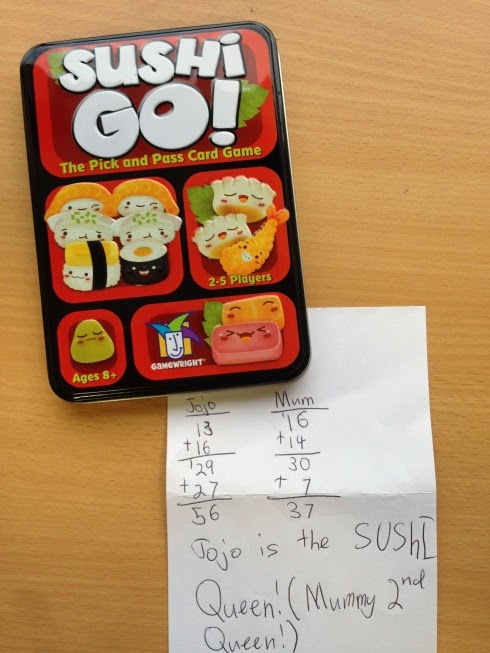 SUSHI
GO!
The Pick and Pass Card Game
2-5 Players
Ages 8+
GAMEWRIGHT®
Jojo Mum
13 16
+16 +14
29 30
+27 + 7
56 37
Jojo is the SUShI
Queen! (Mummy 2nd
Queen!)